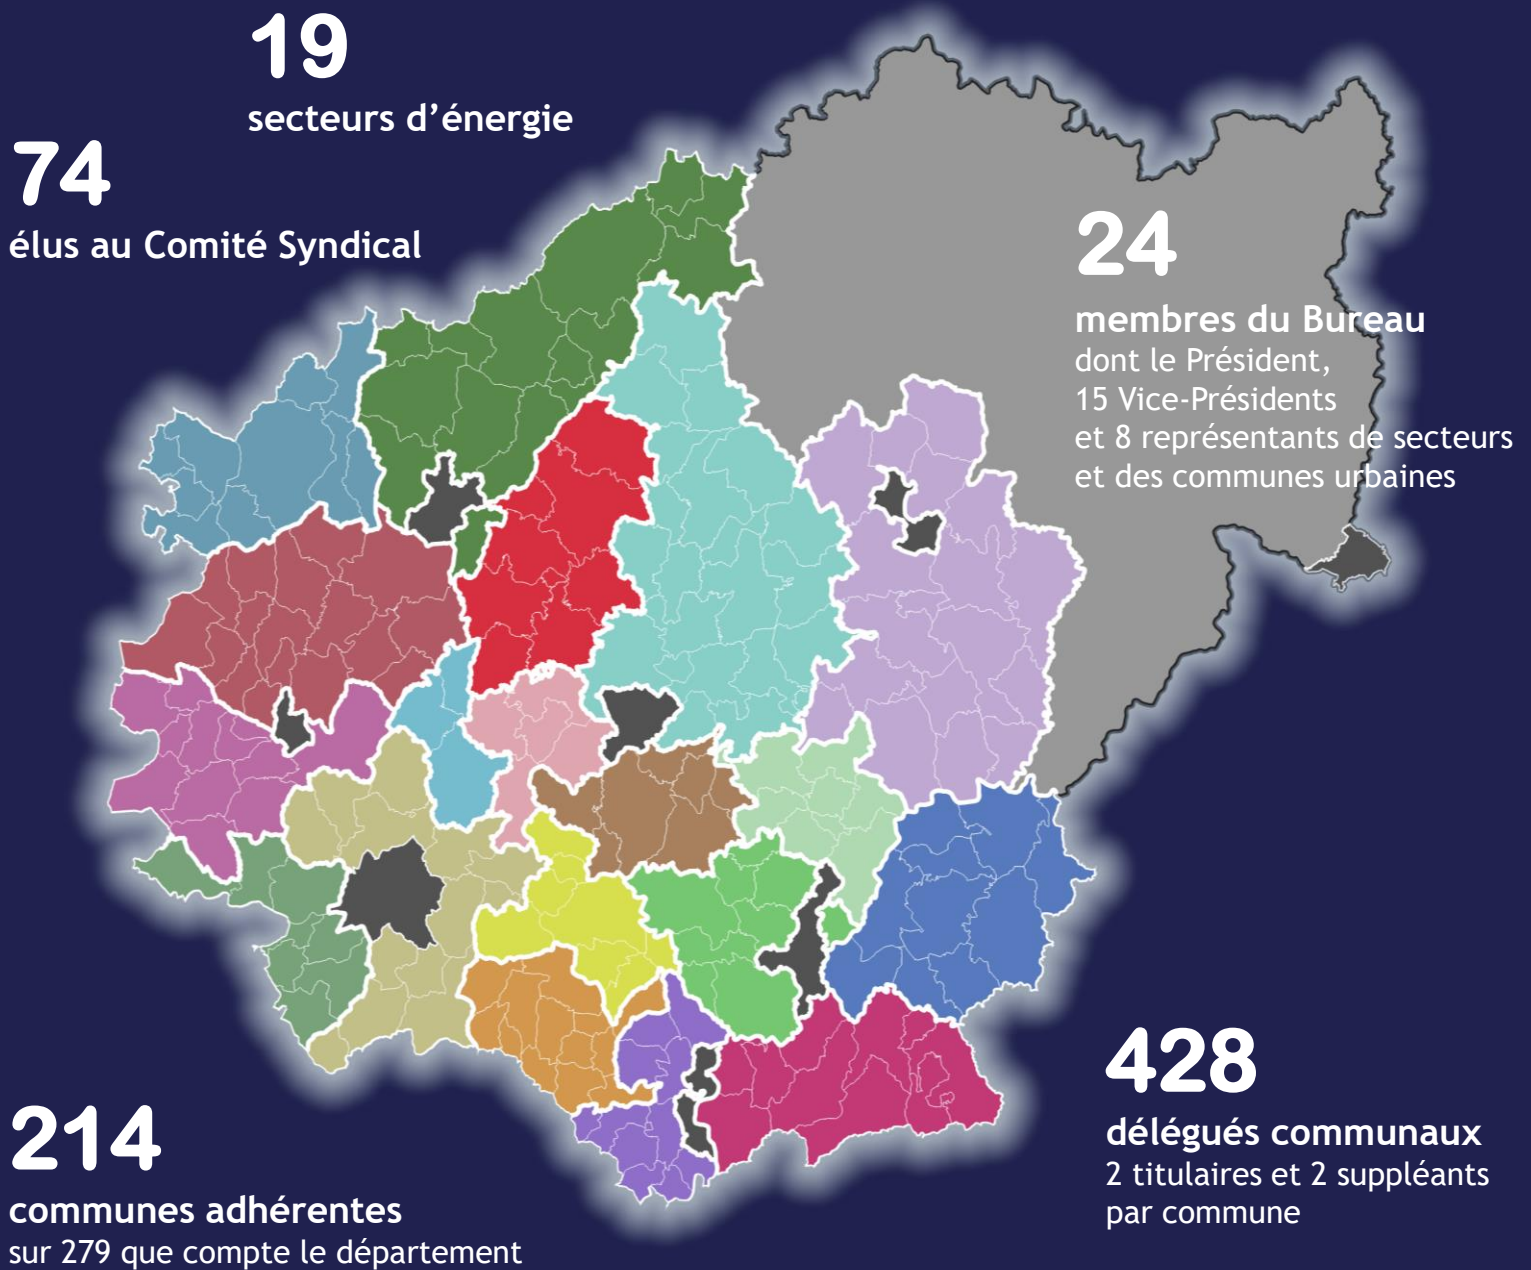 19
secteurs d’énergie
74
élus au Comité Syndical
24
membres du Bureau
dont le Président,
15 Vice-Présidents
et 8 représentants de secteurs
et des communes urbaines
428
délégués communaux
2 titulaires et 2 suppléants
par commune
214
communes adhérentes
sur 279 que compte le département